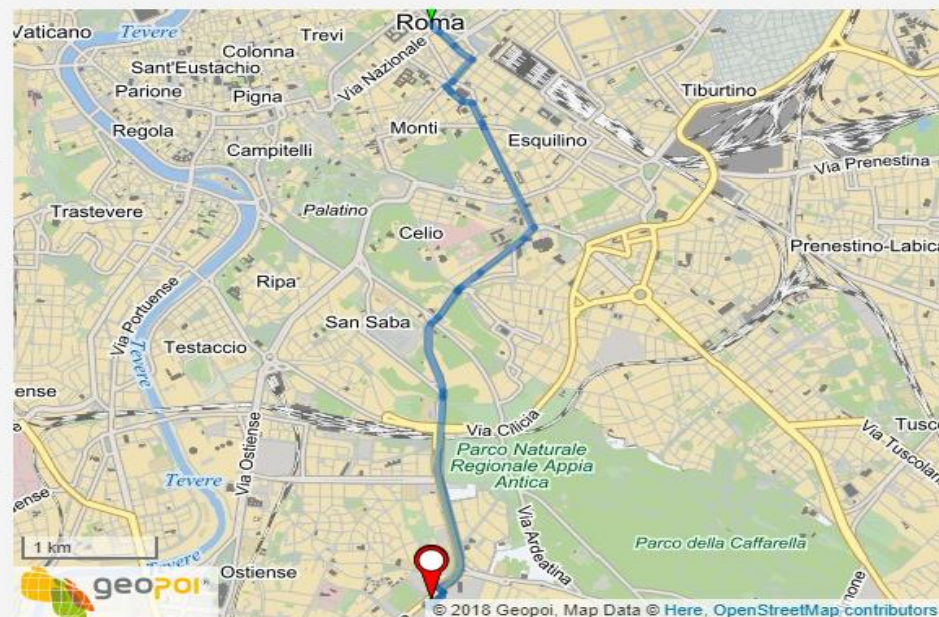 Roma
Vaticano
Tevere
Trevi
Colonna
Sant'Eustachio
Via Nazionale
Parione
Pigna
Tiburtino
Regola
Monti
Esquilino
Campitelli
Via Prenestina
Trastevere
Palatino
Celio
Prenestino-Labica
Ripa
Via Portuense
San Saba
Testaccio
Tevere
Via Cilicia
Tusco
Via Ostiense
Parco Naturale
Regionale Appia
Antica
Via Tuscolan
Tevere
ense
Via Ardeatina
Parco della Caffarella
1 km
Tevere
Ostiense
geopoi
© 2018 Geopoi, Map Data © Here, OpenStreetMap contributors